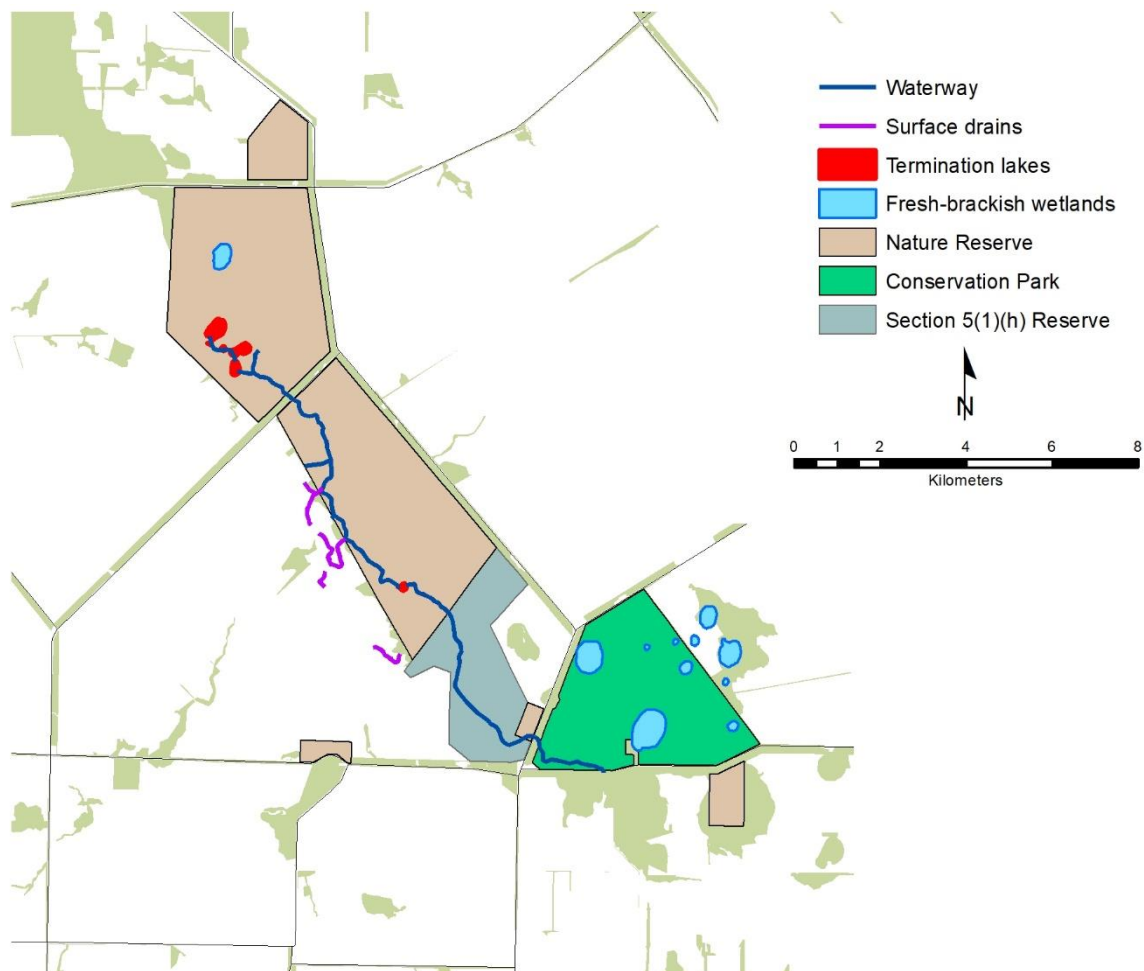 Waterway
Surface drains
Termination lakes
Fresh-brackish wetlands
Nature Reserve
Conservation Park
Section 5(1)(h) Reserve
N
0 1 2 4 6 8
Kilometers